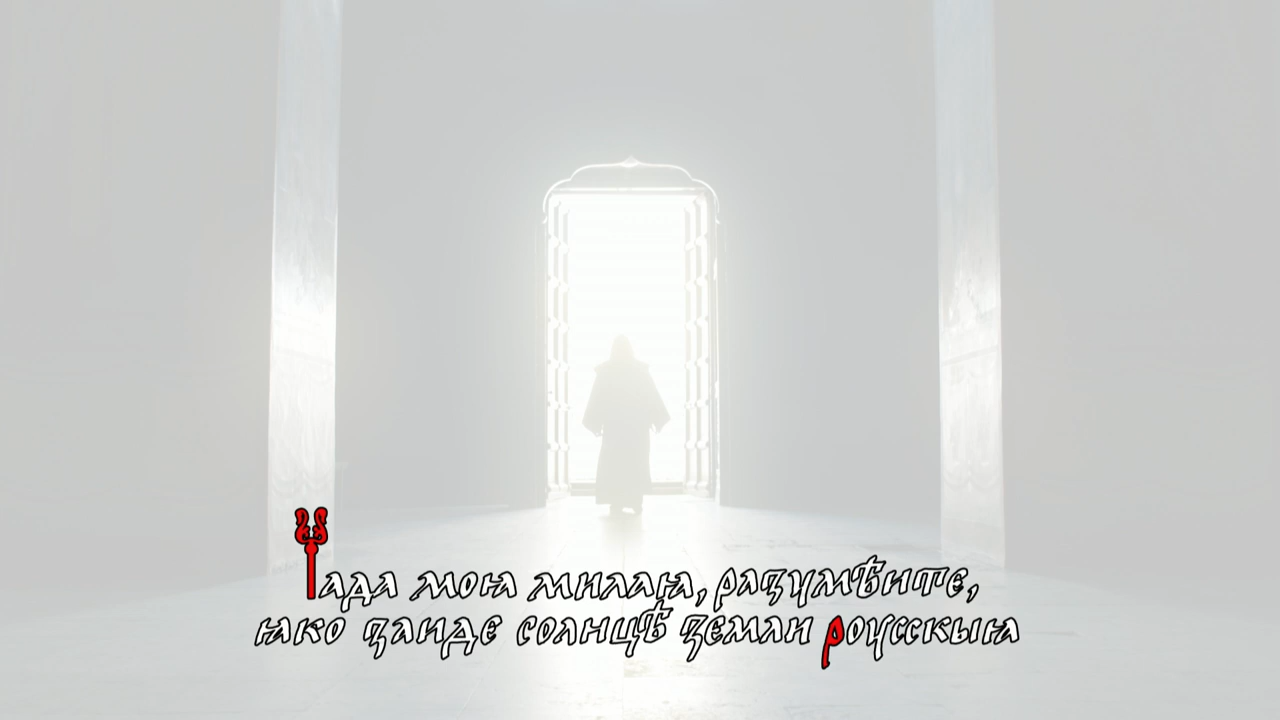 Чада моꙗ милаꙗ, разумѣите,
ꙗко заиде солнцѣ земли роусскыꙗ